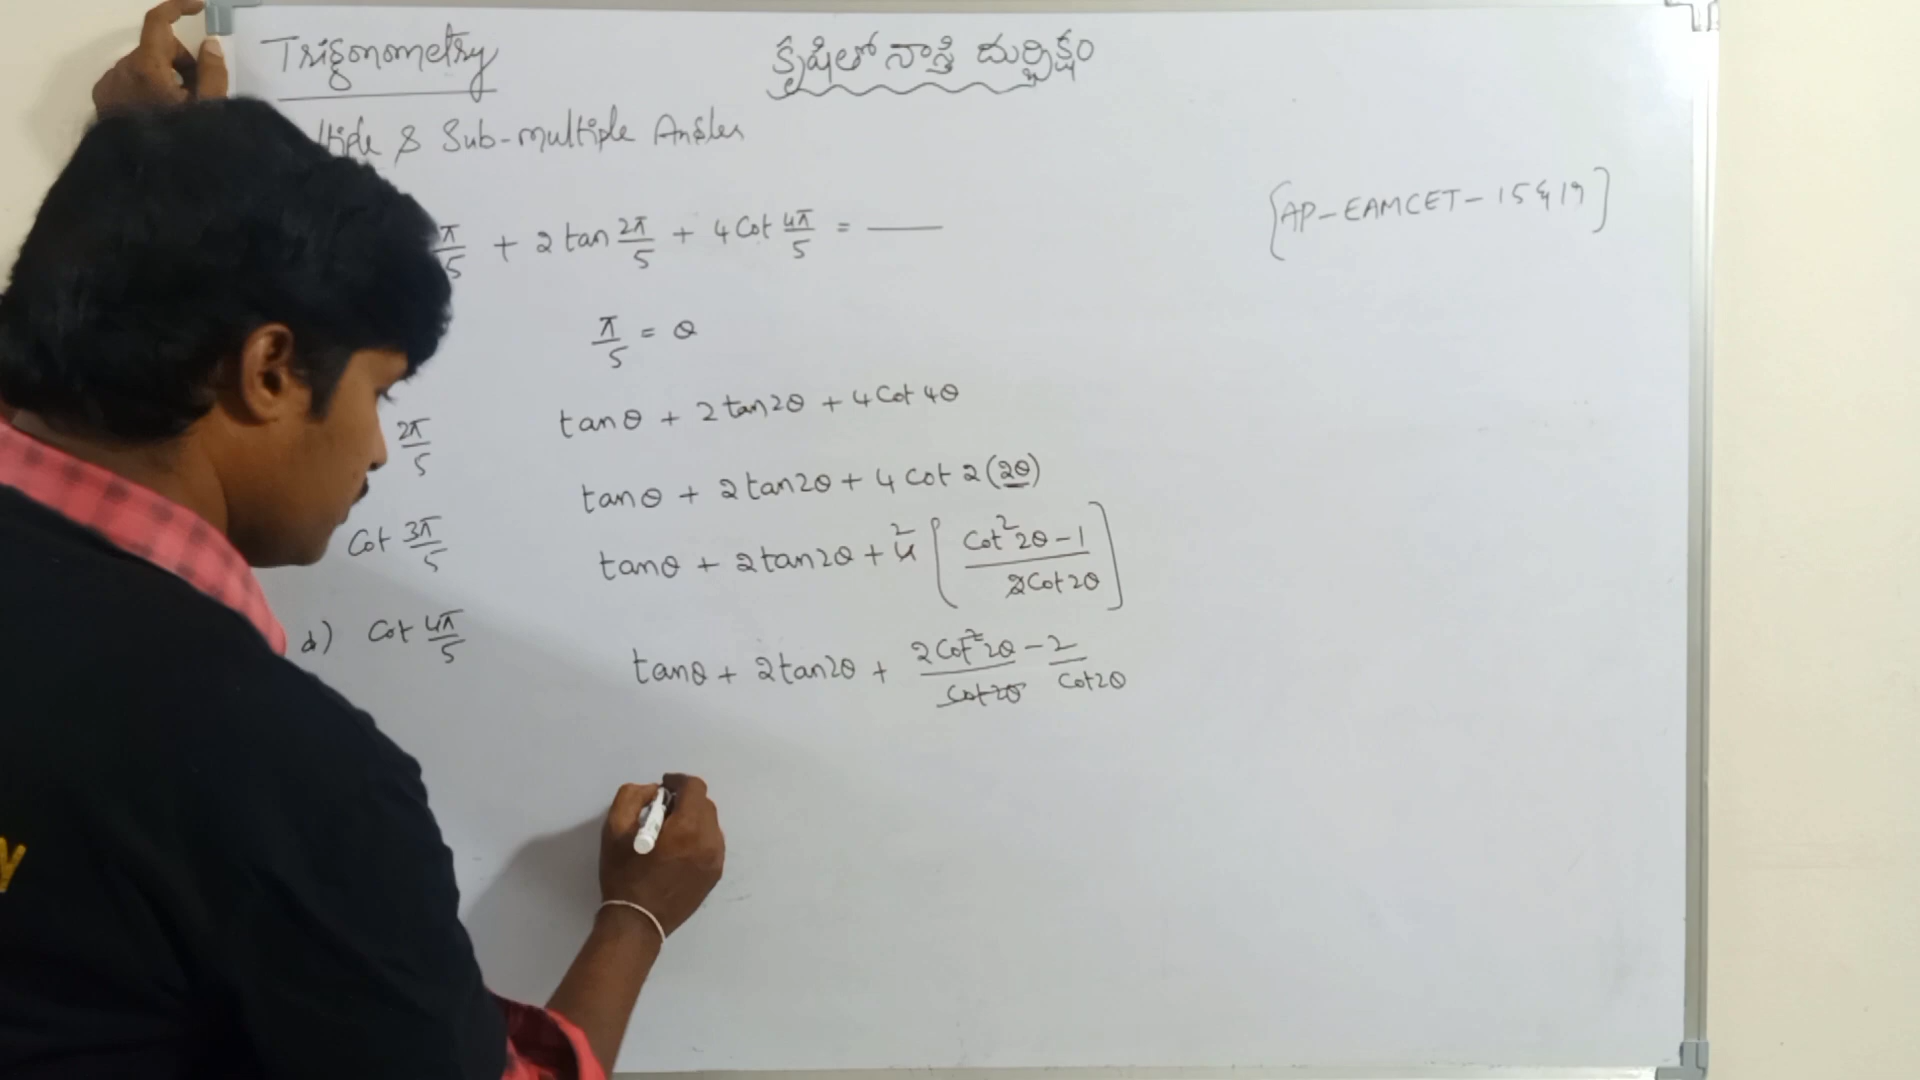 Trigonometry
కృషితో నాస్తి దుర్భిక్షం
& Sub-multiple Angles
π/5 + 2 tan 2π/5 + 4 Cot 4π/5 = ——
[AP-EAMCET-15 & 19]
π/5 = θ
tanθ + 2 tan2θ + 4 Cot 4θ
2π/5
tanθ + 2 tan2θ + 4 Cot 2(2θ)
Cot 3π/5
tanθ + 2 tan2θ + 4 2 [ Cot²2θ - 1 / 2Cot2θ ]
d) Cot 4π/5
tanθ + 2 tan2θ + 2Cot²2θ / Cot2θ - 2 / Cot2θ